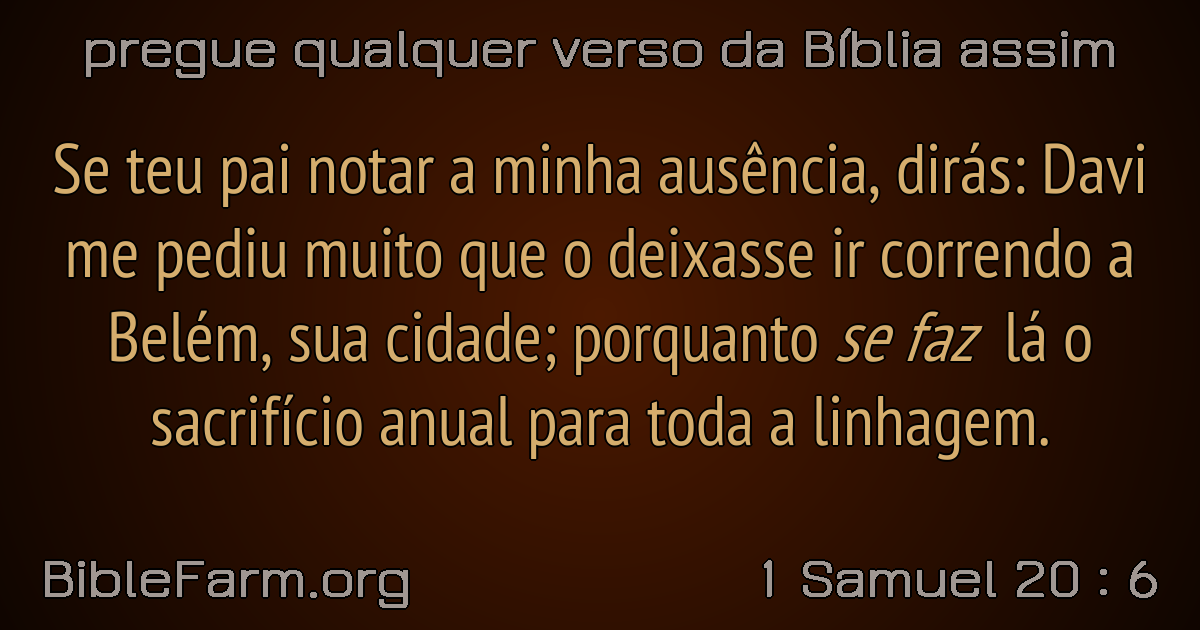 pregue qualquer verso da Bíblia assim
Se teu pai notar a minha ausência, dirás: Davi
me pediu muito que o deixasse ir correndo a
Belém, sua cidade; porquanto se faz lá o
sacrifício anual para toda a linhagem.
BibleFarm.org
1 Samuel 20 : 6